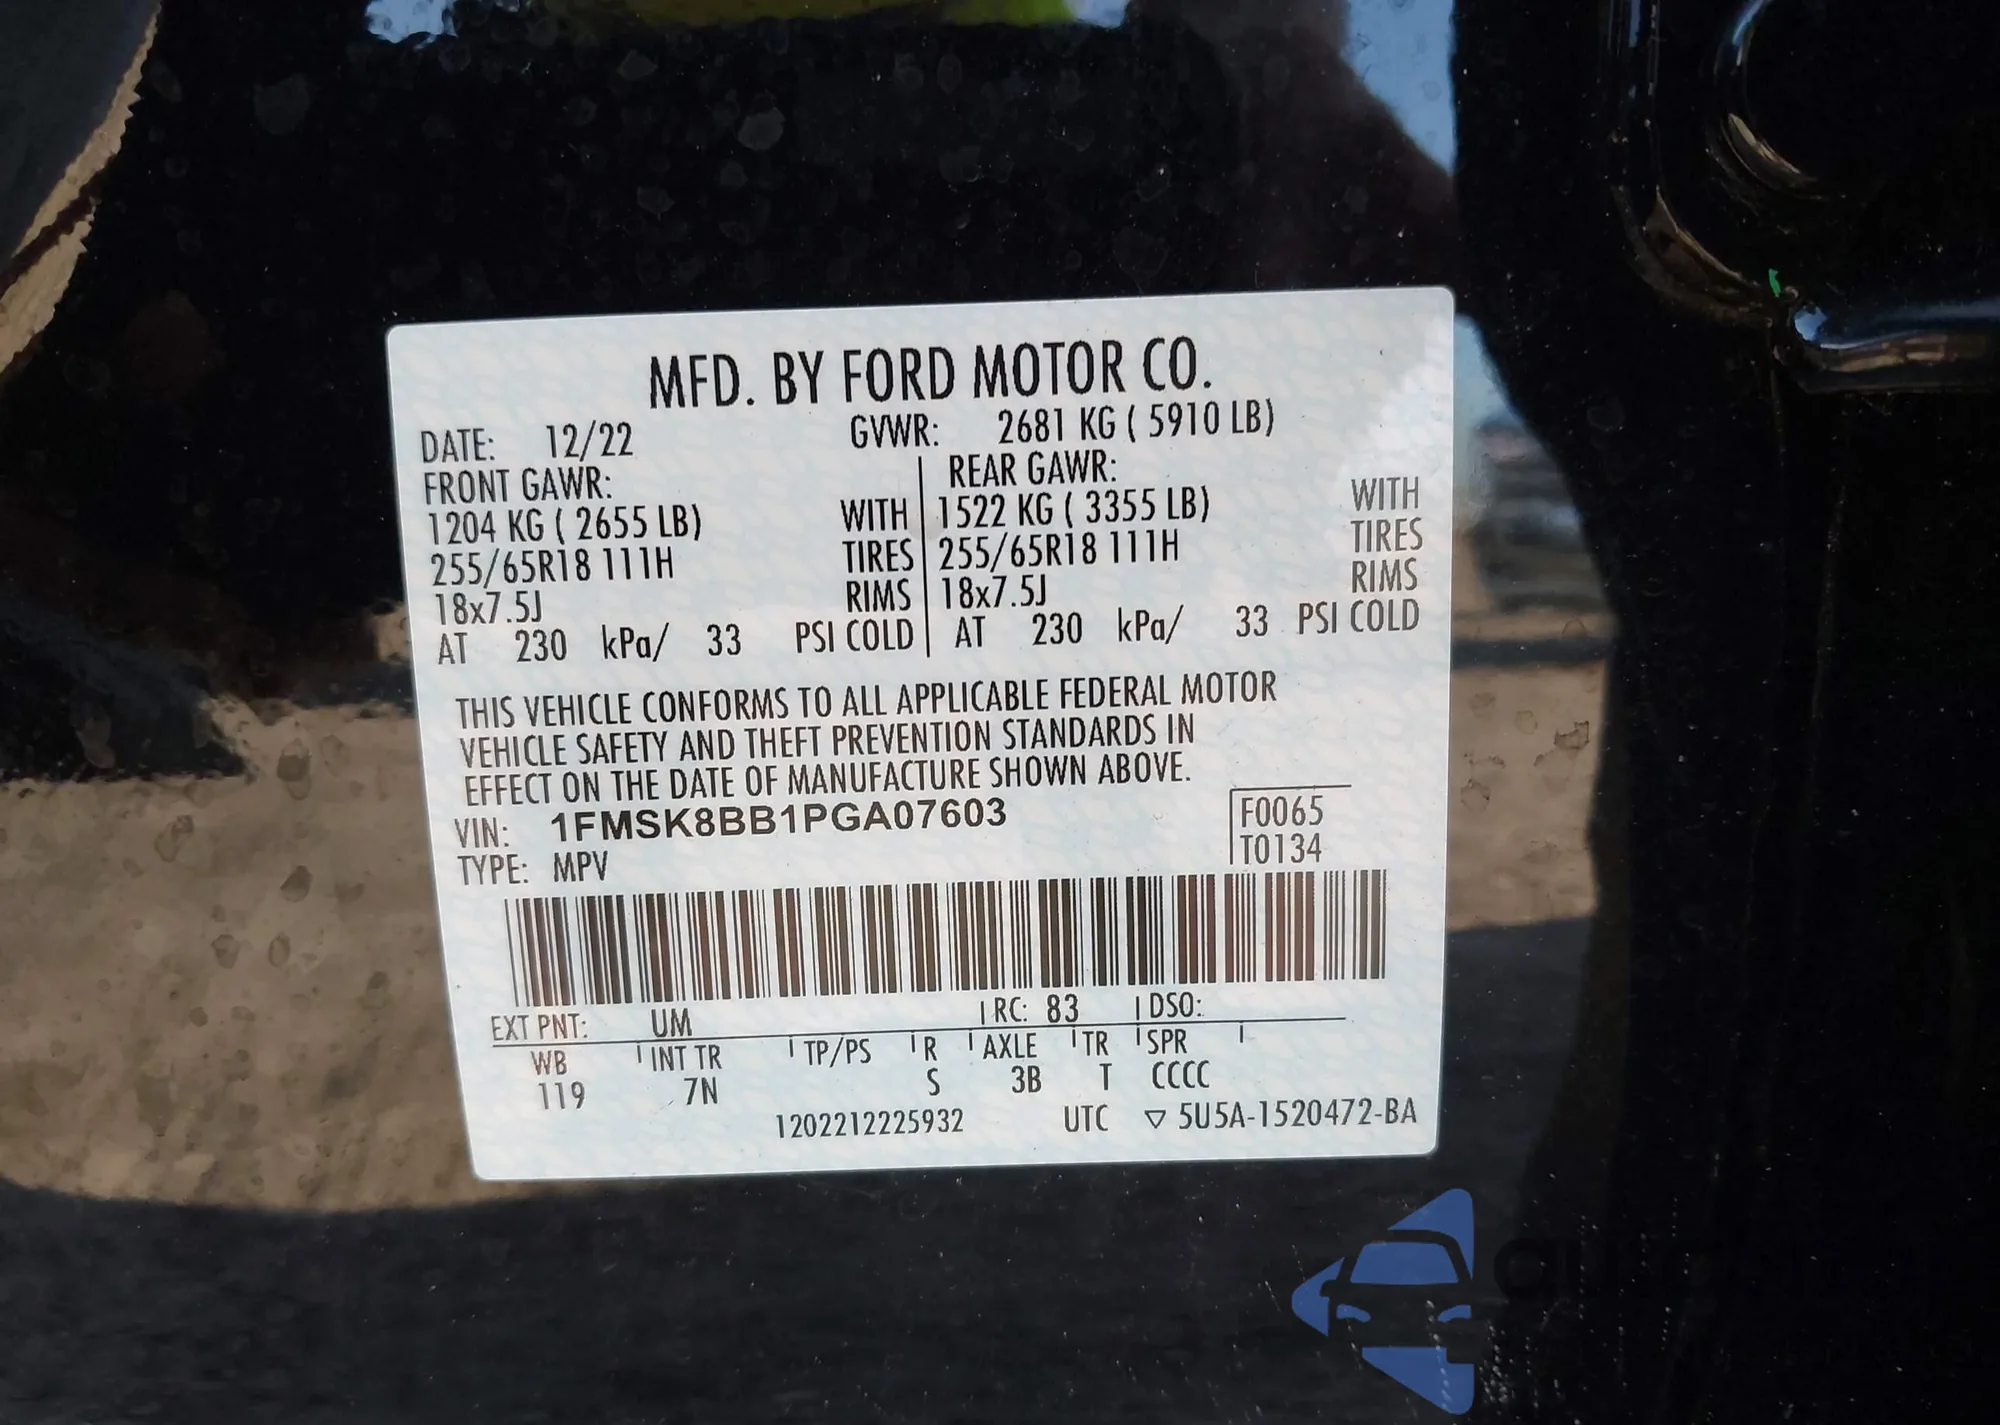 MFD. BY FORD MOTOR CO.
DATE: 12/22 GVWR: 2681 KG ( 5910 LB)
FRONT GAWR: REAR GAWR:
1204 KG ( 2655 LB) WITH 1522 KG ( 3355 LB) WITH
255/65R18 111H TIRES 255/65R18 111H TIRES
18x7.5J RIMS 18x7.5J RIMS
AT 230 kPa/ 33 PSI COLD AT 230 kPa/ 33 PSI COLD
THIS VEHICLE CONFORMS TO ALL APPLICABLE FEDERAL MOTOR
VEHICLE SAFETY AND THEFT PREVENTION STANDARDS IN
EFFECT ON THE DATE OF MANUFACTURE SHOWN ABOVE.
VIN: 1FMSK8BB1PGA07603 F0065
TYPE: MPV T0134
EXT PNT: UM RC: 83 DSO:
WB INT TR TP/PS R AXLE TR SPR
119 7N S 3B T CCCC
1202212225932 UTC ▽ 5U5A-1520472-BA